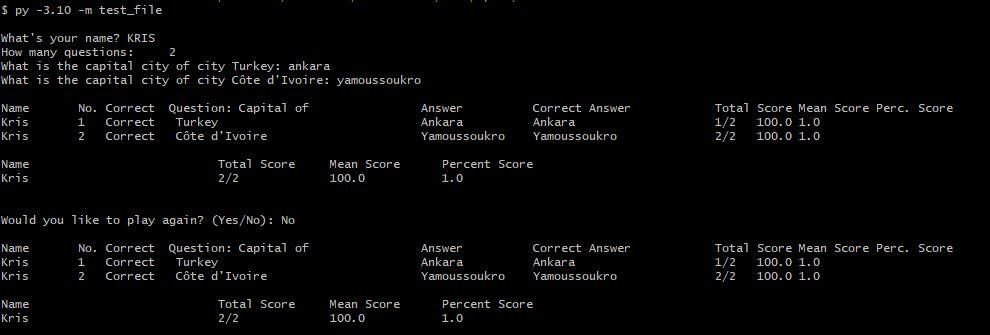 $ py -3.10 -m test_file
What's your name? KRIS
How many questions:     2
What is the capital city of city Turkey: ankara
What is the capital city of city Côte d'Ivoire: yamoussoukro
Name       No. Correct  Question: Capital of                Answer          Correct Answer            Total Score Mean Score Perc. Score
Kris       1   Correct   Turkey                             Ankara          Ankara                    1/2   100.0 1.0
Kris       2   Correct   Côte d'Ivoire                      Yamoussoukro    Yamoussoukro              2/2   100.0 1.0
Name                           Total Score     Mean Score      Percent Score
Kris                           2/2             100.0           1.0
Would you like to play again? (Yes/No): No
Name       No. Correct  Question: Capital of                Answer          Correct Answer            Total Score Mean Score Perc. Score
Kris       1   Correct   Turkey                             Ankara          Ankara                    1/2   100.0 1.0
Kris       2   Correct   Côte d'Ivoire                      Yamoussoukro    Yamoussoukro              2/2   100.0 1.0
Name                           Total Score     Mean Score      Percent Score
Kris                           2/2             100.0           1.0